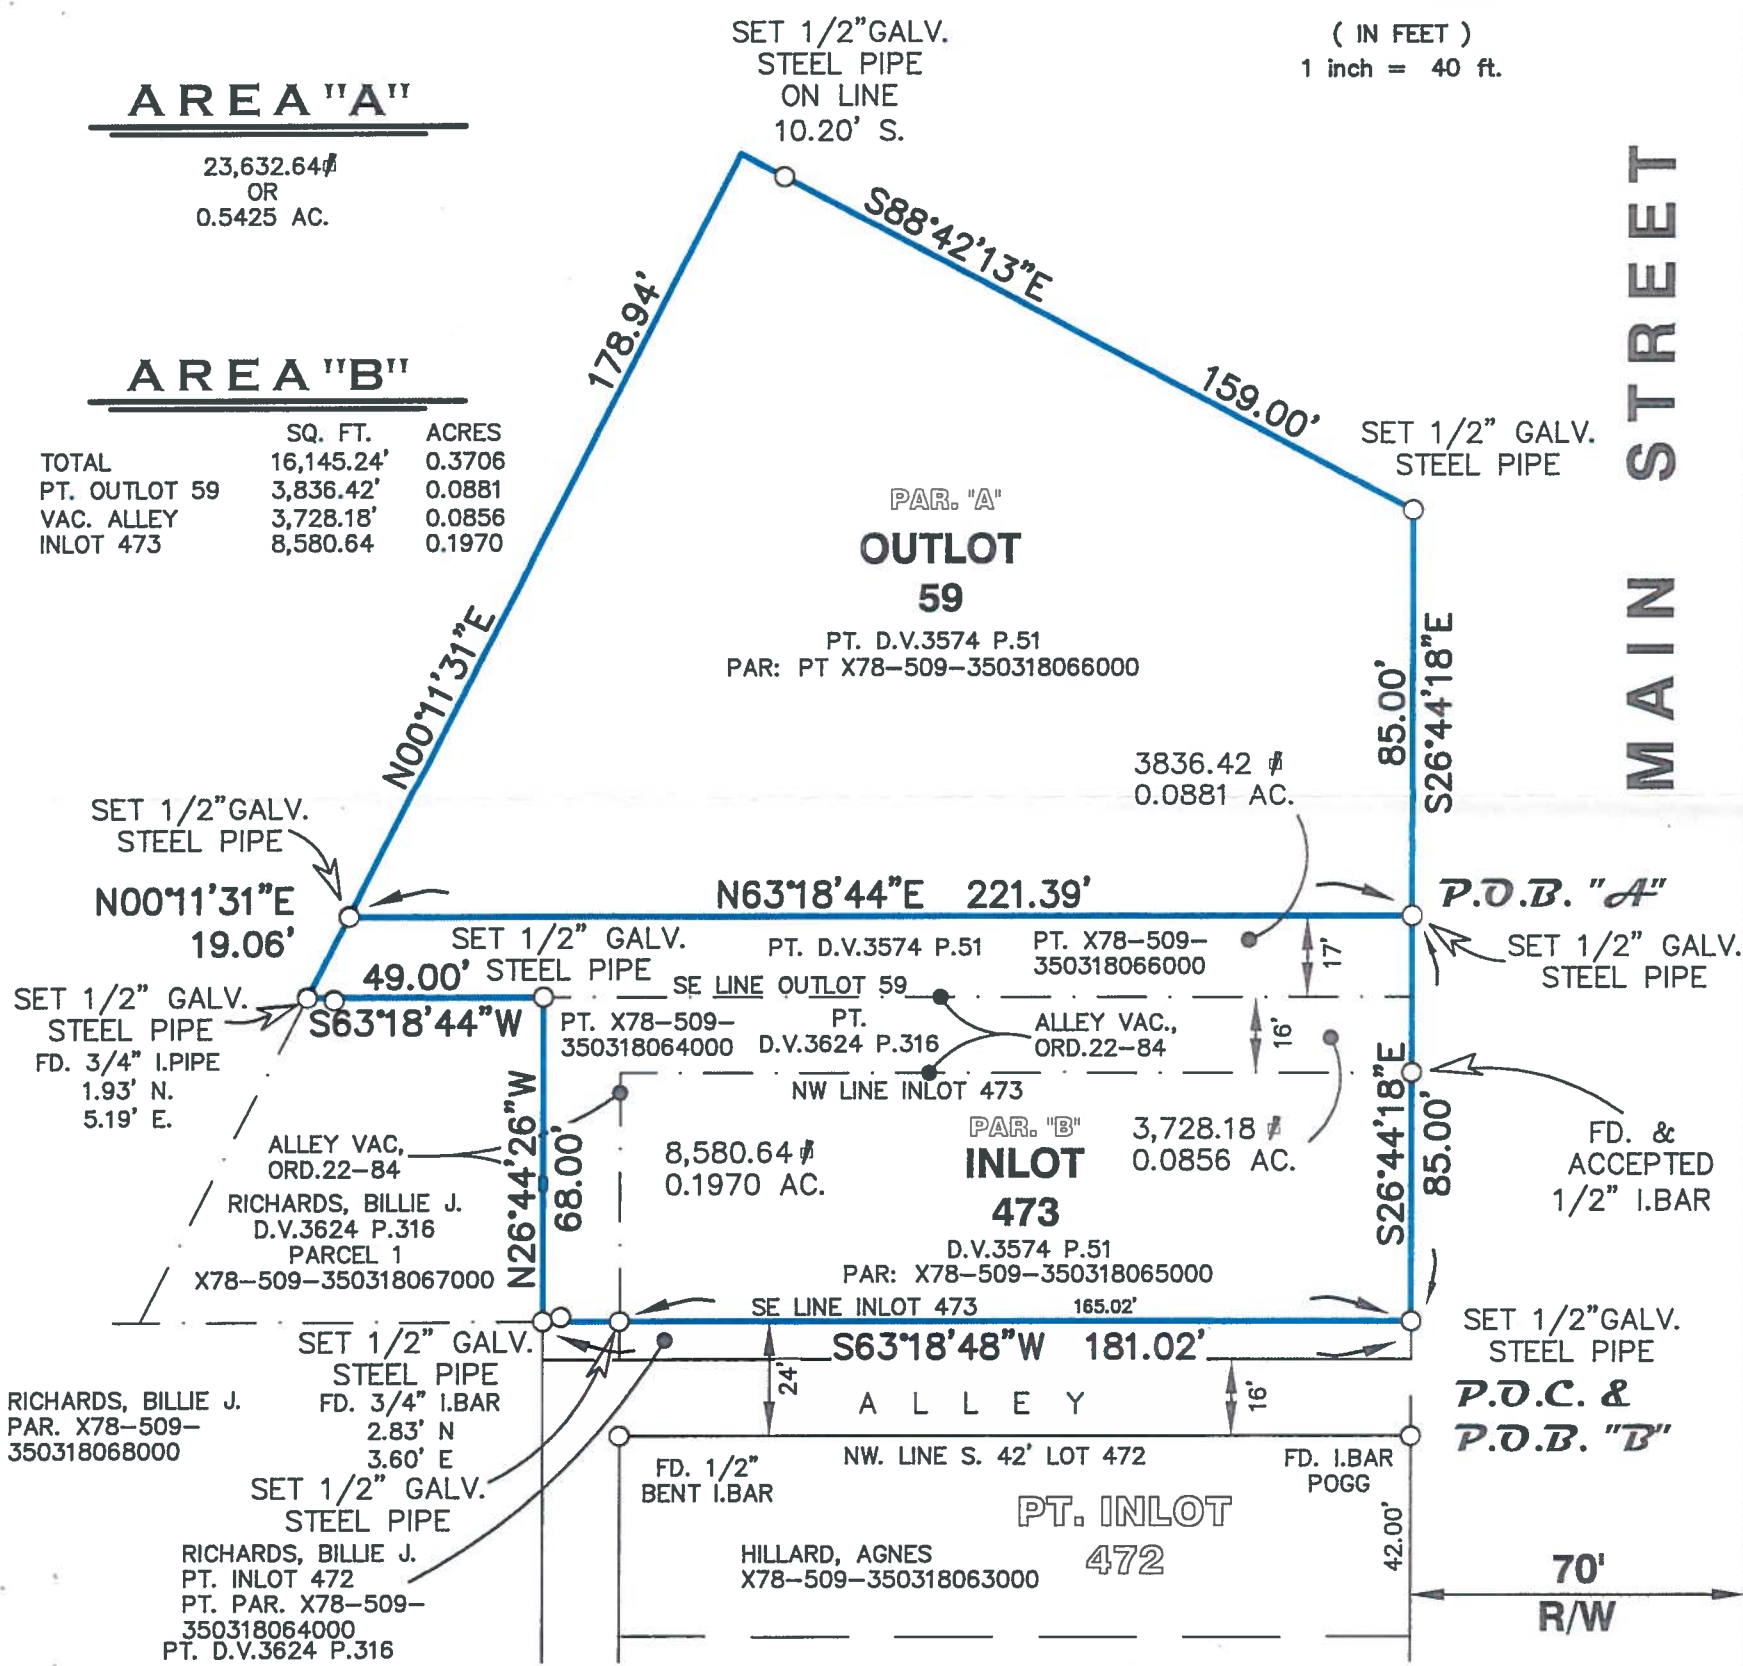 SET 1/2"GALV.
STEEL PIPE
ON LINE
10.20' S.
( IN FEET )
1 inch = 40 ft.
AREA "A"
23,632.64
OR
0.5425 AC.
MAIN STREET
S88°42'13"E
159.00'
178.94'
N00°11'31"E
AREA "B"
SQ. FT. ACRES
TOTAL 16,145.24' 0.3706
PT. OUTLOT 59 3,836.42' 0.0881
VAC. ALLEY 3,728.18' 0.0856
INLOT 473 8,580.64 0.1970
SET 1/2" GALV.
STEEL PIPE
PAR. "A"
OUTLOT
59
PT. D.V.3574 P.51
PAR: PT X78-509-350318066000
85.00'
S26°44'18"E
3836.42
0.0881 AC.
SET 1/2"GALV.
STEEL PIPE
N00°11'31"E
19.06'
N63°18'44"E 221.39'
P.O.B. "A"
SET 1/2" GALV.
STEEL PIPE
49.00'
SET 1/2" GALV.
STEEL PIPE
PT. D.V.3574 P.51
PT. X78-509-
350318066000
17'
SE LINE OUTLOT 59
SET 1/2" GALV.
STEEL PIPE
FD. 3/4" I.PIPE
1.93' N.
5.19' E.
S63°18'44"W
PT. X78-509-
350318064000
PT.
D.V.3624 P.316
ALLEY VAC.,
ORD.22-84
16'
NW LINE INLOT 473
N26°44'26"W
68.00'
ALLEY VAC,
ORD.22-84
RICHARDS, BILLIE J.
D.V.3624 P.316
PARCEL 1
X78-509-350318067000
8,580.64
0.1970 AC.
PAR. "B"
INLOT
473
D.V.3574 P.51
PAR: X78-509-350318065000
3,728.18
0.0856 AC.
S26°44'18"E
85.00'
FD. &
ACCEPTED
1/2" I.BAR
SE LINE INLOT 473 165.02'
S63°18'48"W 181.02'
SET 1/2"GALV.
STEEL PIPE
P.O.C. &
P.O.B. "B"
SET 1/2" GALV.
STEEL PIPE
FD. 3/4" I.BAR
2.83' N
3.60' E
RICHARDS, BILLIE J.
PAR. X78-509-
350318068000
24'
ALLEY
16'
NW. LINE S. 42' LOT 472
FD. 1/2"
BENT I.BAR
FD. I.BAR
POGG
SET 1/2" GALV.
STEEL PIPE
PT. INLOT
472
42.00'
RICHARDS, BILLIE J.
PT. INLOT 472
PT. PAR. X78-509-
350318064000
PT. D.V.3624 P.316
HILLARD, AGNES
X78-509-350318063000
70'
R/W